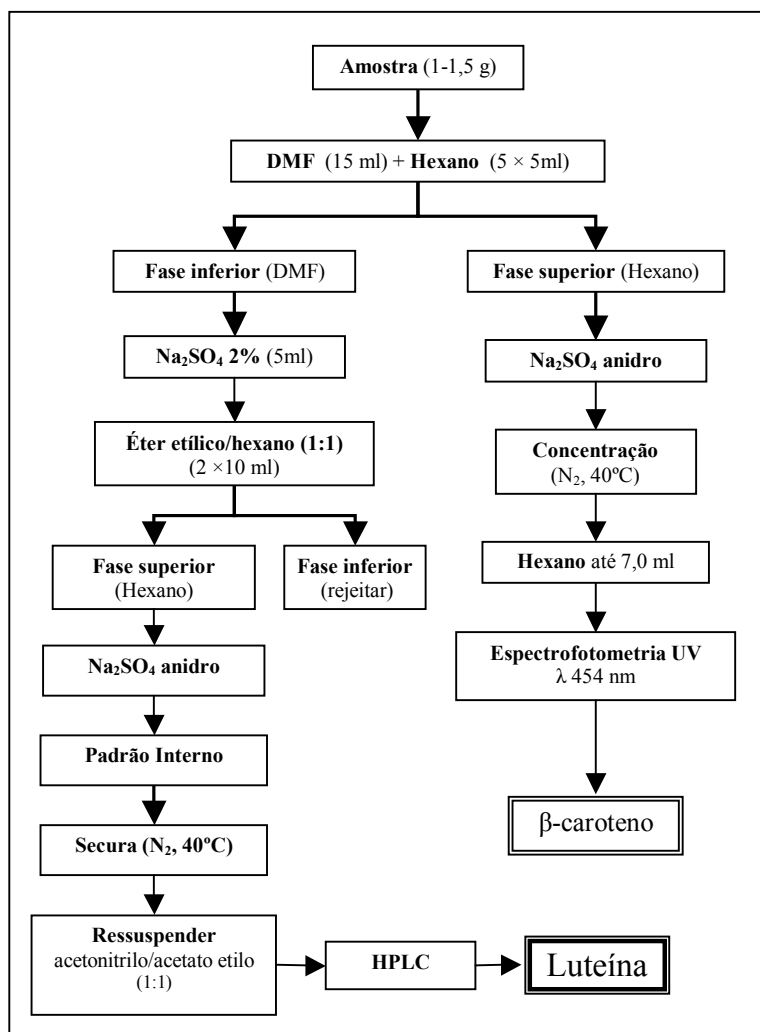 Amostra (1-1,5 g)
DMF (15 ml) + Hexano (5 × 5ml)
Fase inferior (DMF)
Fase superior (Hexano)
Na₂SO₄ 2% (5ml)
Na₂SO₄ anidro
Éter etílico/hexano (1:1)
(2 ×10 ml)
Concentração
(N₂, 40ºC)
Fase superior
(Hexano)
Fase inferior
(rejeitar)
Hexano até 7,0 ml
Na₂SO₄ anidro
Espectrofotometria UV
λ 454 nm
Padrão Interno
β-caroteno
Secura (N₂, 40ºC)
Ressuspender
acetonitrilo/acetato etilo
(1:1)
HPLC
Luteína